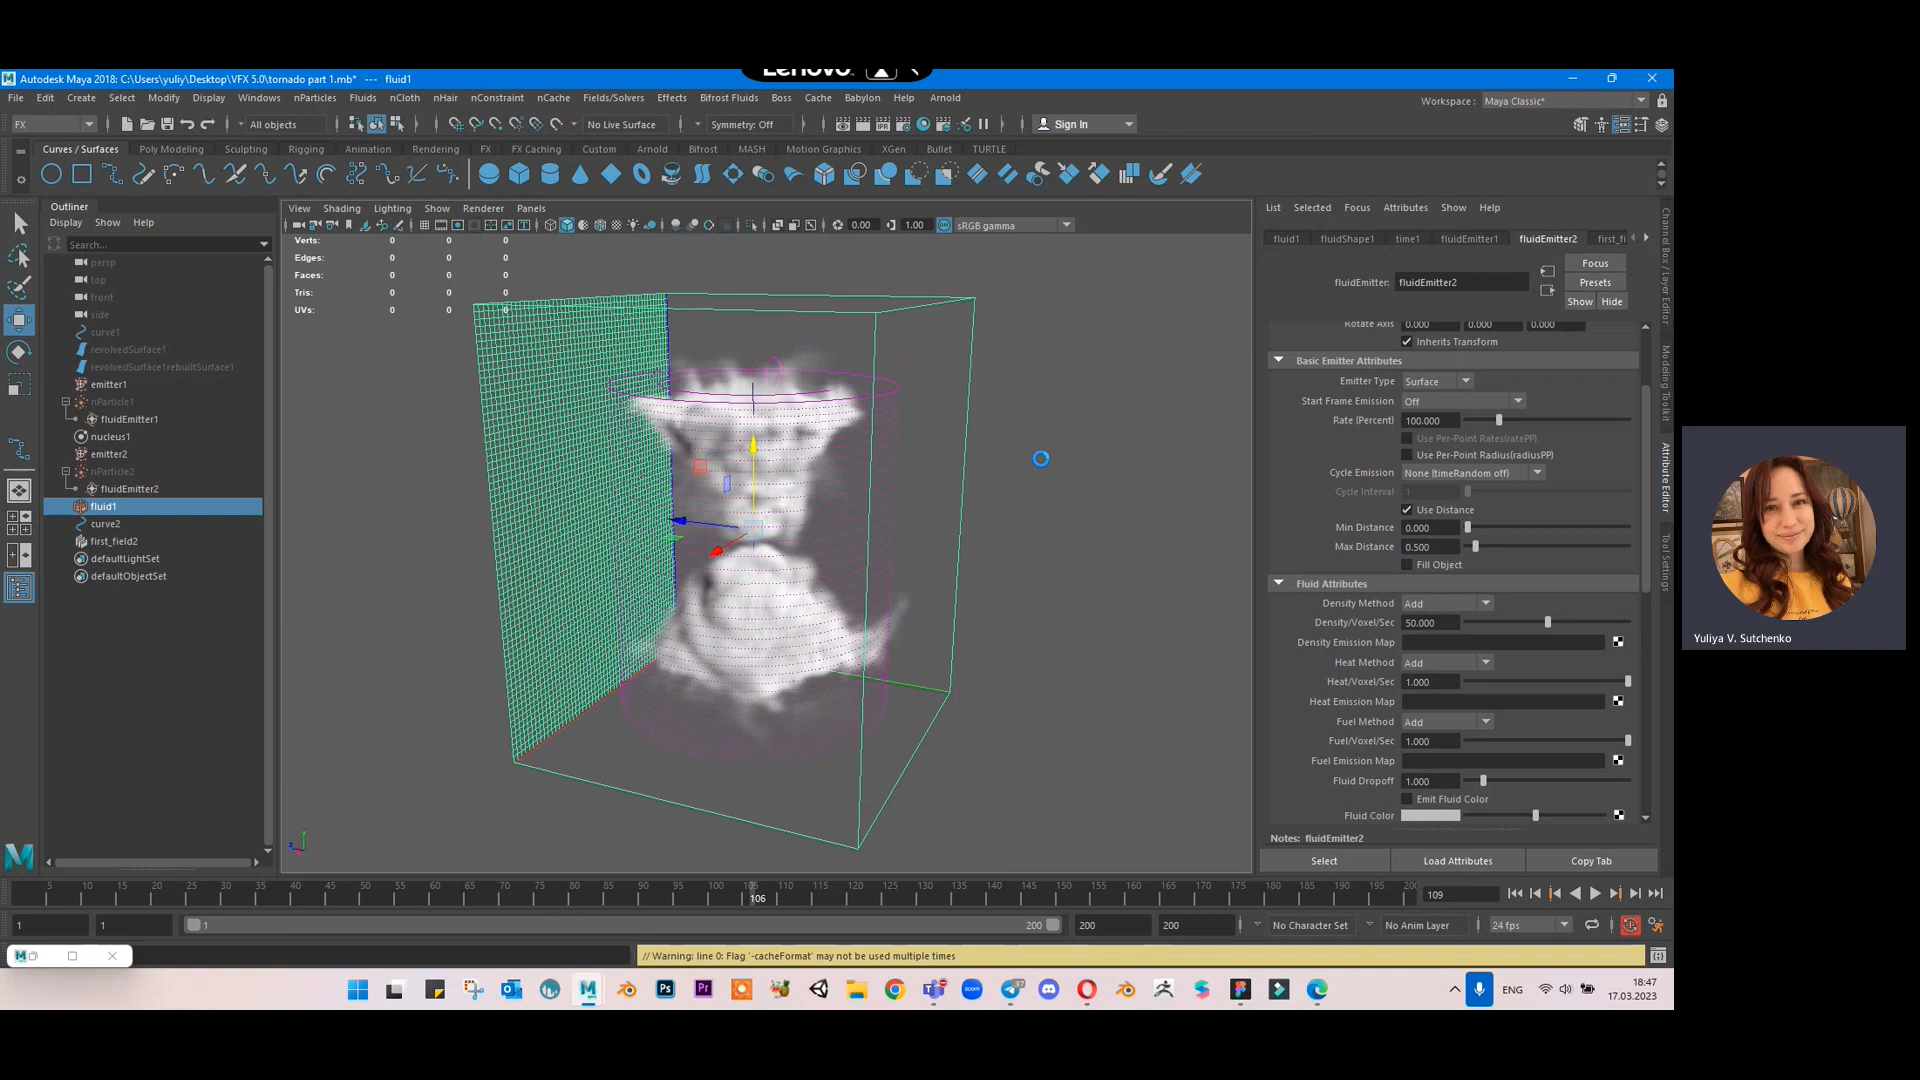 Lenovo
Autodesk Maya 2018: C:\Users\yuliy\Desktop\VFX 5.0\tornado part 1.mb* --- fluid1
File Edit Create Select Modify Display Windows nParticles Fluids nCloth nHair nConstraint nCache Fields/Solvers Effects Bifrost Fluids Boss Cache Babylon Help Arnold
Workspace : Maya Classic*
FX All objects No Live Surface Symmetry: Off Sign In
Curves / Surfaces Poly Modeling Sculpting Rigging Animation Rendering FX FX Caching Custom Arnold Bifrost MASH Motion Graphics XGen Bullet TURTLE
Outliner
Display Show Help
Search...
persp
top
front
side
curve1
revolvedSurface1
revolvedSurface1rebuiltSurface1
emitter1
nParticle1
fluidEmitter1
nucleus1
emitter2
nParticle2
fluidEmitter2
fluid1
curve2
first_field2
defaultLightSet
defaultObjectSet
View Shading Lighting Show Renderer Panels
0.00 1.00 sRGB gamma
Verts: 0 0 0
Edges: 0 0 0
Faces: 0 0 0
Tris: 0 0 0
UVs: 0 0 0
List Selected Focus Attributes Show Help
fluid1 fluidShape1 time1 fluidEmitter1 fluidEmitter2 first_fi
Focus
fluidEmitter: fluidEmitter2 Presets
Show Hide
Rotate Axis 0.000 0.000 0.000
Inherits Transform
Basic Emitter Attributes
Emitter Type Surface
Start Frame Emission Off
Rate (Percent) 100.000
Use Per-Point Rates(ratePP)
Use Per-Point Radius(radiusPP)
Cycle Emission None (timeRandom off)
Cycle Interval 1
Use Distance
Min Distance 0.000
Max Distance 0.500
Fill Object
Fluid Attributes
Density Method Add
Density/Voxel/Sec 50.000
Density Emission Map
Heat Method Add
Heat/Voxel/Sec 1.000
Heat Emission Map
Fuel Method Add
Fuel/Voxel/Sec 1.000
Fuel Emission Map
Fluid Dropoff 1.000
Emit Fluid Color
Fluid Color
Notes: fluidEmitter2
Select Load Attributes Copy Tab
Channel Box / Layer Editor
Modeling Toolkit
Attribute Editor
Tool Settings
Yuliya V. Sutchenko
5 10 15 20 25 30 35 40 45 50 55 60 65 70 75 80 85 90 95 100 105 110 115 120 125 130 135 140 145 150 155 160 165 170 175 180 185 190 195 200
106
109
1 1 1 200 200 200 No Character Set No Anim Layer 24 fps
// Warning: line 0: Flag '-cacheFormat' may not be used multiple times
ENG 18:47
17.03.2023